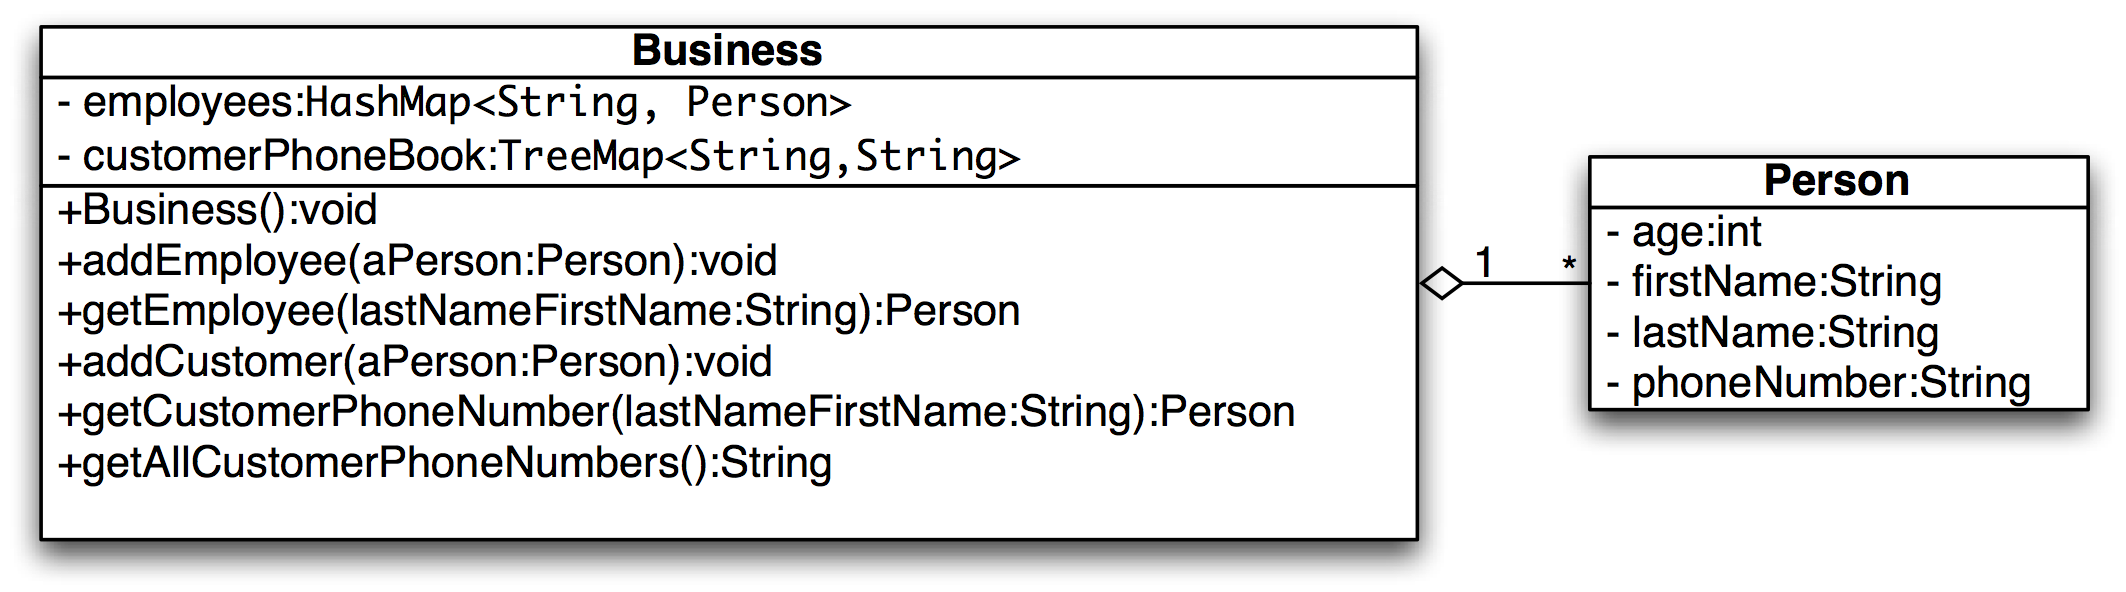 Business
- employees:HashMap<String, Person>
- customerPhoneBook:TreeMap<String,String>
+Business():void
+addEmployee(aPerson:Person):void
+getEmployee(lastNameFirstName:String):Person
+addCustomer(aPerson:Person):void
+getCustomerPhoneNumber(lastNameFirstName:String):Person
+getAllCustomerPhoneNumbers():String
1 *
Person
- age:int
- firstName:String
- lastName:String
- phoneNumber:String